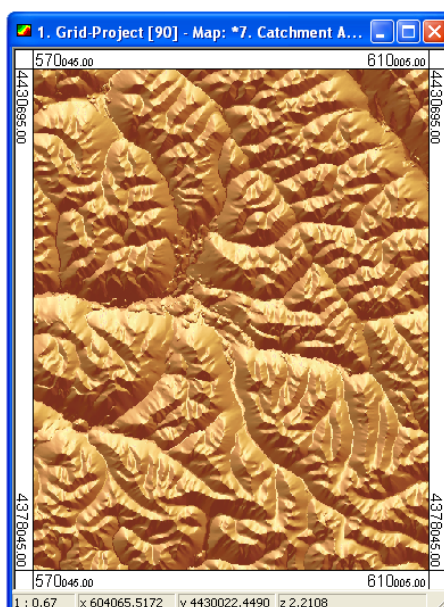 1. Grid-Project [90] - Map: *7. Catchment A...
570045.00 610005.00
4430695.00 4430695.00
4378045.00 4378045.00
570045.00 610005.00
1 : 0.67 x 604065.5172 y 4430022.4490 z 2.2108